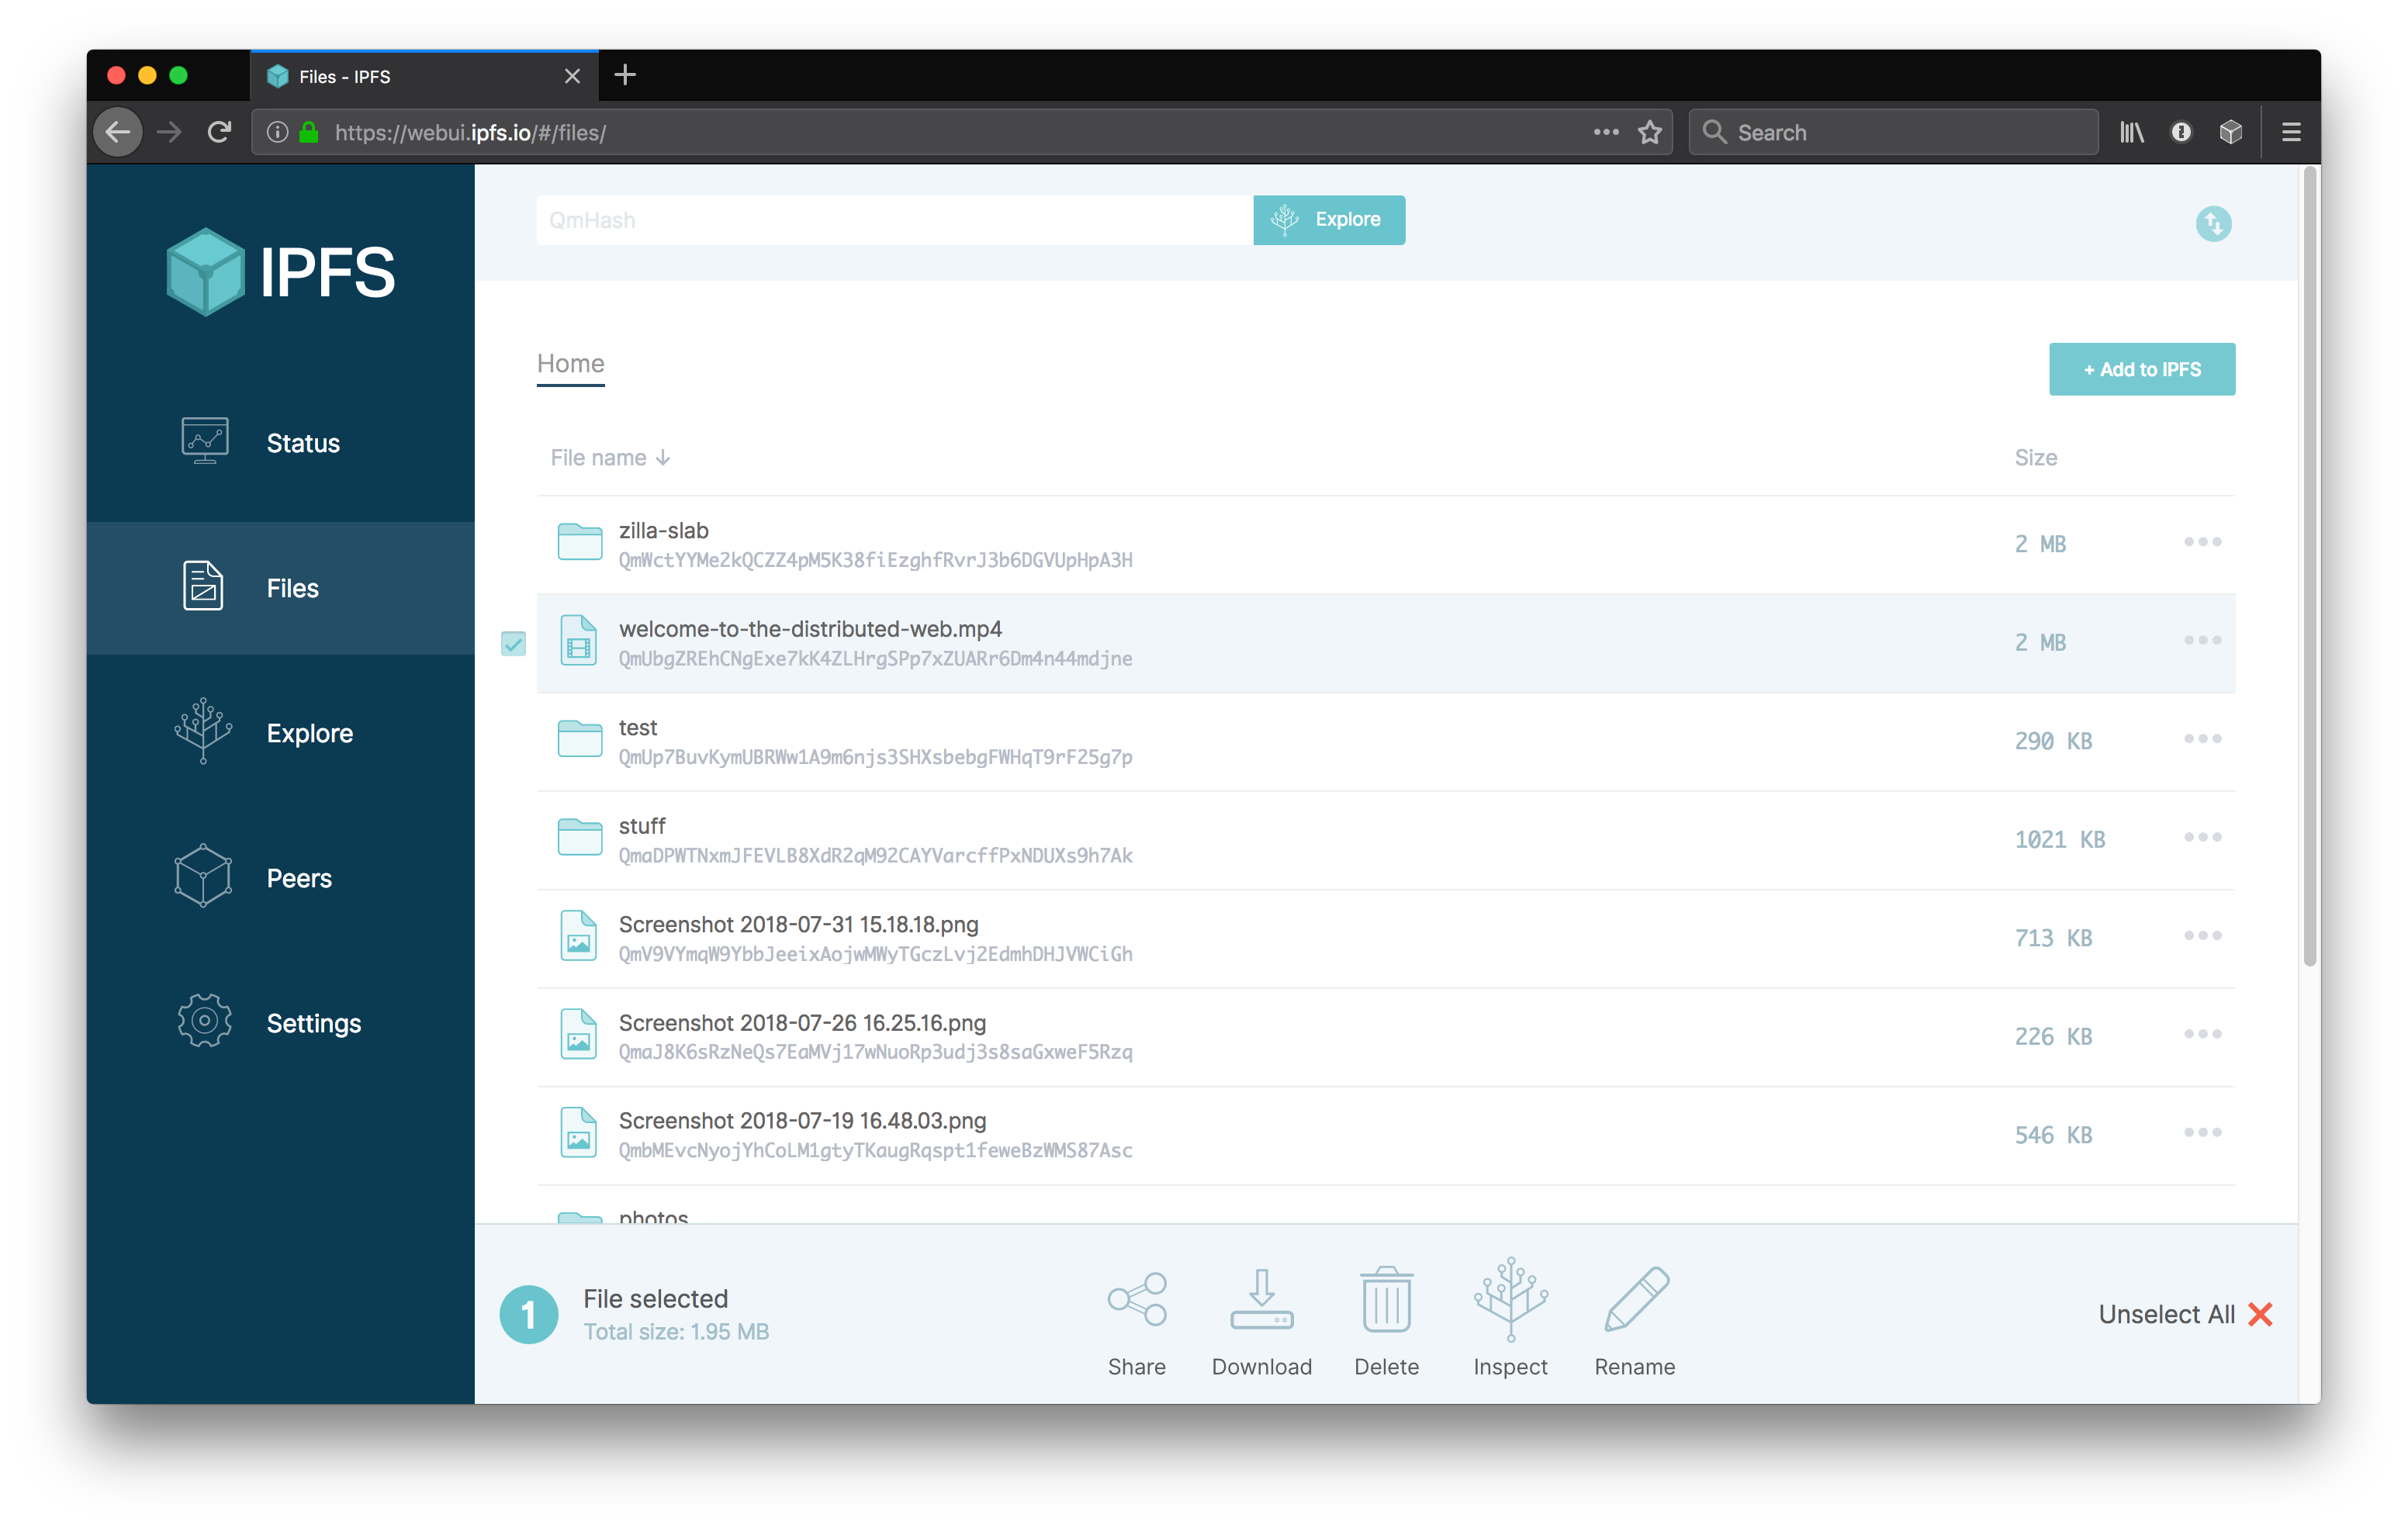 Files - IPFS
https://webui.ipfs.io/#/files/
Search
IPFS
QmHash
Explore
Status
Files
Explore
Peers
Settings
Home
+ Add to IPFS
File name ↓
Size
zilla-slab
QmWctYYMe2kQCZZ4pM5K38fiEzghfRvrJ3b6DGVUpHpA3H
2 MB
welcome-to-the-distributed-web.mp4
QmUbgZREhCNgExe7kK4ZLHrgSPp7xZUARr6Dm4n44mdjne
2 MB
test
QmUp7BuvKymUBRWw1A9m6njs3SHXsbebgFWHqT9rF25g7p
290 KB
stuff
QmaDPWTNxmJFEVLB8XdR2qM92CAYVarcffPxNDUXs9h7Ak
1021 KB
Screenshot 2018-07-31 15.18.18.png
QmV9VYmqW9YbbJeeixAojwMWyTGczLvj2EdmhDHJVWCiGh
713 KB
Screenshot 2018-07-26 16.25.16.png
QmaJ8K6sRzNeQs7EaMVj17wNuoRp3udj3s8saGxweF5Rzq
226 KB
Screenshot 2018-07-19 16.48.03.png
QmbMEvcNyojYhCoLM1gtyTKaugRqspt1feweBzWMS87Asc
546 KB
photos
1
File selected
Total size: 1.95 MB
Share
Download
Delete
Inspect
Rename
Unselect All